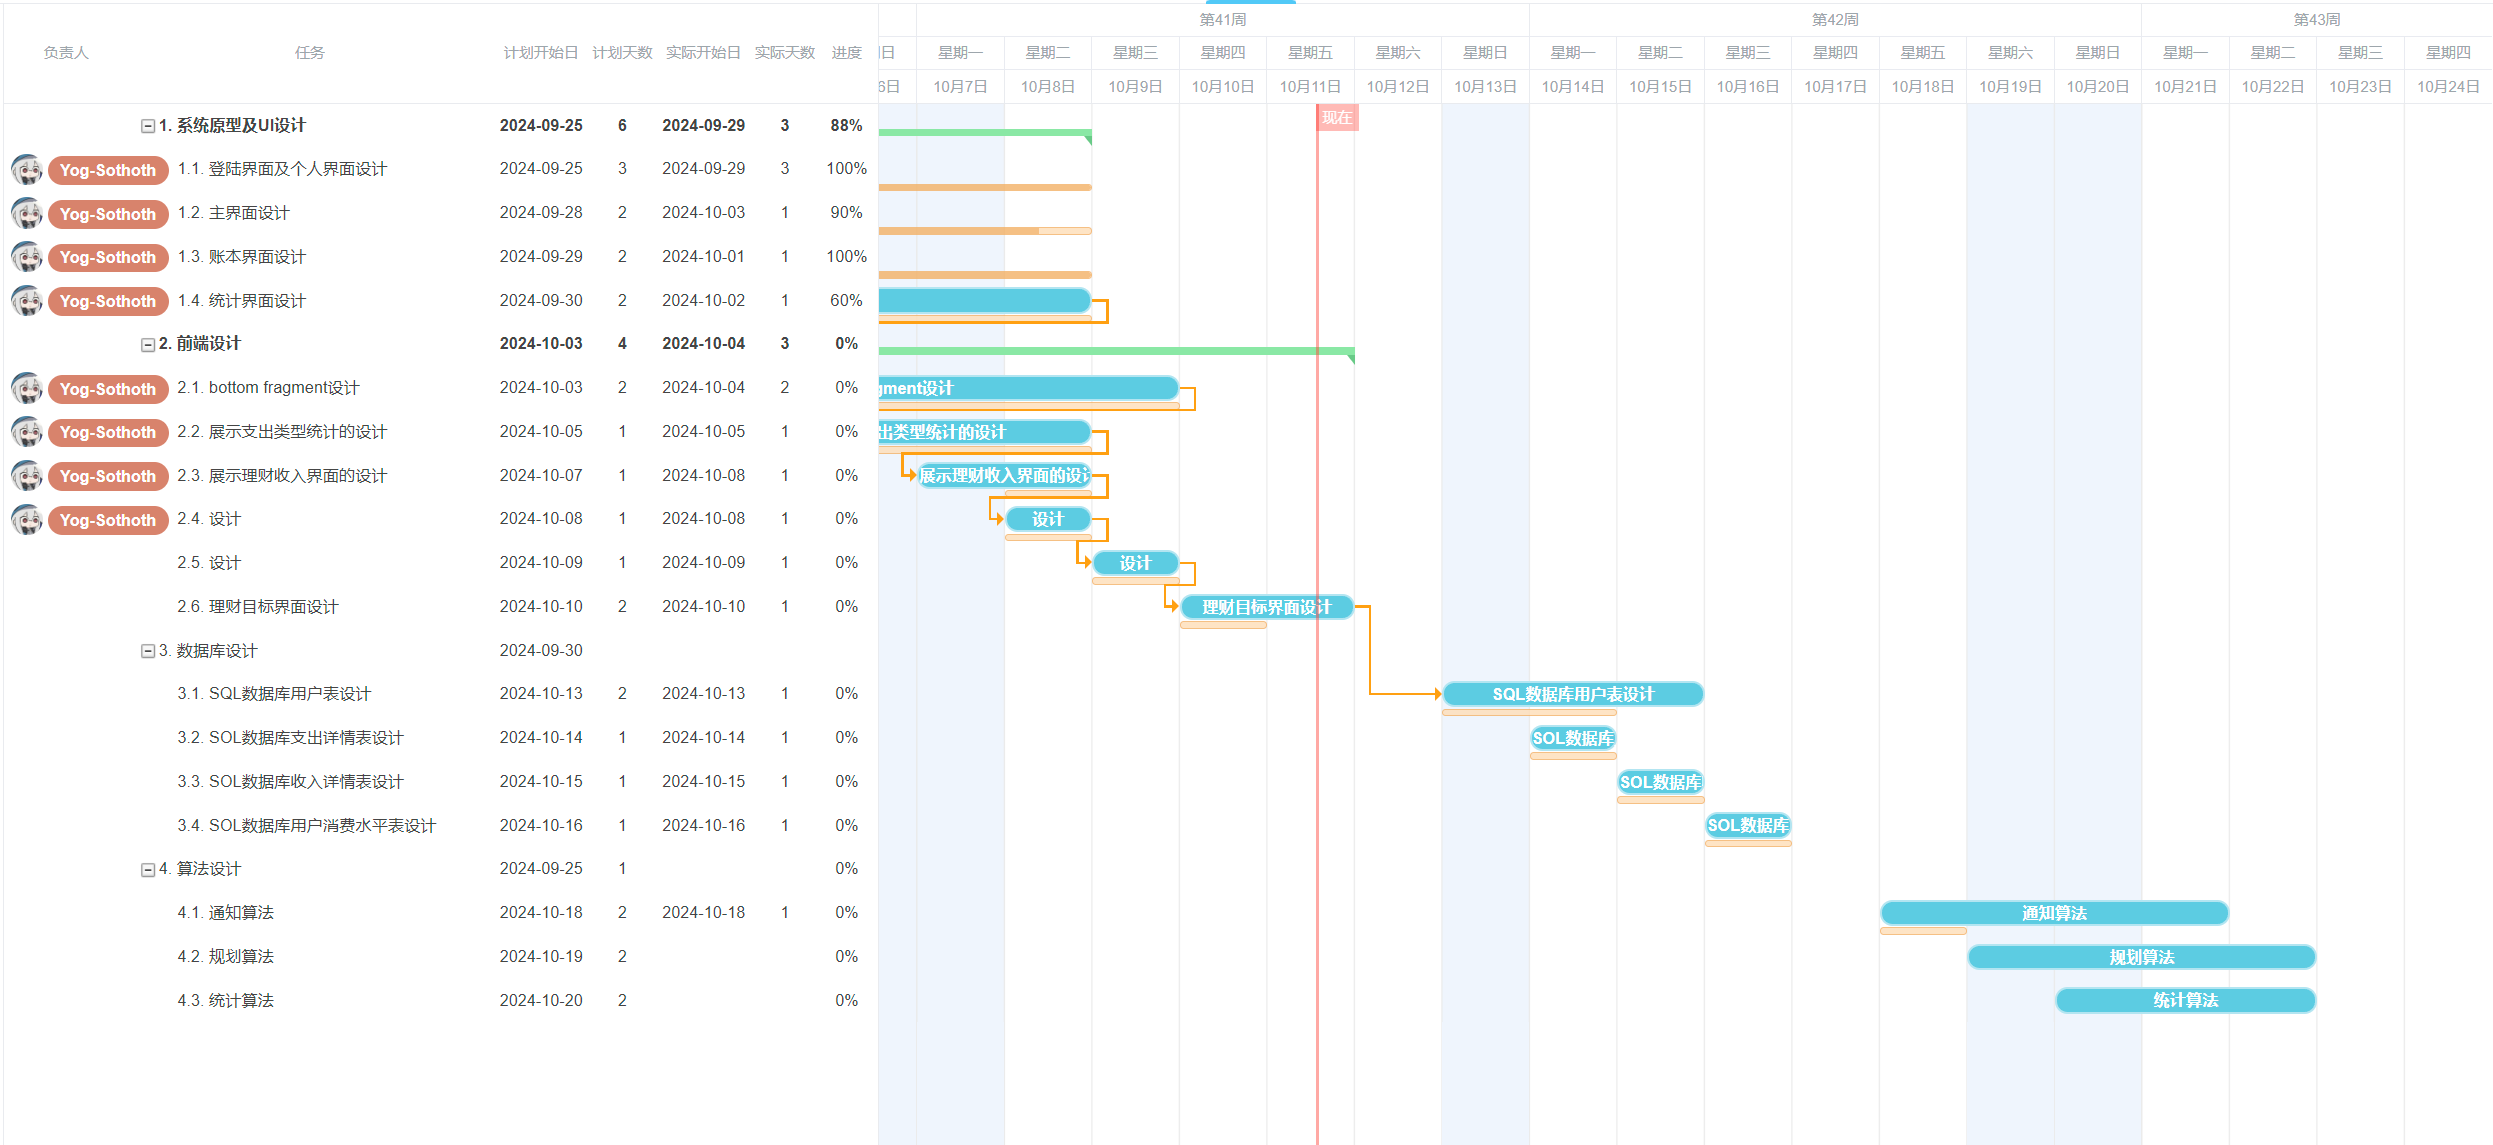 第41周 第42周 第43周
负责人 任务 计划开始日 计划天数 实际开始日 实际天数 进度 日 星期一 星期二 星期三 星期四 星期五 星期六 星期日 星期一 星期二 星期三 星期四 星期五 星期六 星期日 星期一 星期二 星期三 星期四
6日 10月7日 10月8日 10月9日 10月10日 10月11日 10月12日 10月13日 10月14日 10月15日 10月16日 10月17日 10月18日 10月19日 10月20日 10月21日 10月22日 10月23日 10月24日
现在
1. 系统原型及UI设计 2024-09-25 6 2024-09-29 3 88%
Yog-Sothoth 1.1. 登陆界面及个人界面设计 2024-09-25 3 2024-09-29 3 100%
Yog-Sothoth 1.2. 主界面设计 2024-09-28 2 2024-10-03 1 90%
Yog-Sothoth 1.3. 账本界面设计 2024-09-29 2 2024-10-01 1 100%
Yog-Sothoth 1.4. 统计界面设计 2024-09-30 2 2024-10-02 1 60%
2. 前端设计 2024-10-03 4 2024-10-04 3 0%
Yog-Sothoth 2.1. bottom fragment设计 2024-10-03 2 2024-10-04 2 0% gment设计
Yog-Sothoth 2.2. 展示支出类型统计的设计 2024-10-05 1 2024-10-05 1 0% 出类型统计的设计
Yog-Sothoth 2.3. 展示理财收入界面的设计 2024-10-07 1 2024-10-08 1 0% 展示理财收入界面的设计
Yog-Sothoth 2.4. 设计 2024-10-08 1 2024-10-08 1 0% 设计
2.5. 设计 2024-10-09 1 2024-10-09 1 0% 设计
2.6. 理财目标界面设计 2024-10-10 2 2024-10-10 1 0% 理财目标界面设计
3. 数据库设计 2024-09-30
3.1. SQL数据库用户表设计 2024-10-13 2 2024-10-13 1 0% SQL数据库用户表设计
3.2. SOL数据库支出详情表设计 2024-10-14 1 2024-10-14 1 0% SOL数据库
3.3. SOL数据库收入详情表设计 2024-10-15 1 2024-10-15 1 0% SOL数据库
3.4. SOL数据库用户消费水平表设计 2024-10-16 1 2024-10-16 1 0% SOL数据库
4. 算法设计 2024-09-25 1 0%
4.1. 通知算法 2024-10-18 2 2024-10-18 1 0% 通知算法
4.2. 规划算法 2024-10-19 2 0% 规划算法
4.3. 统计算法 2024-10-20 2 0% 统计算法